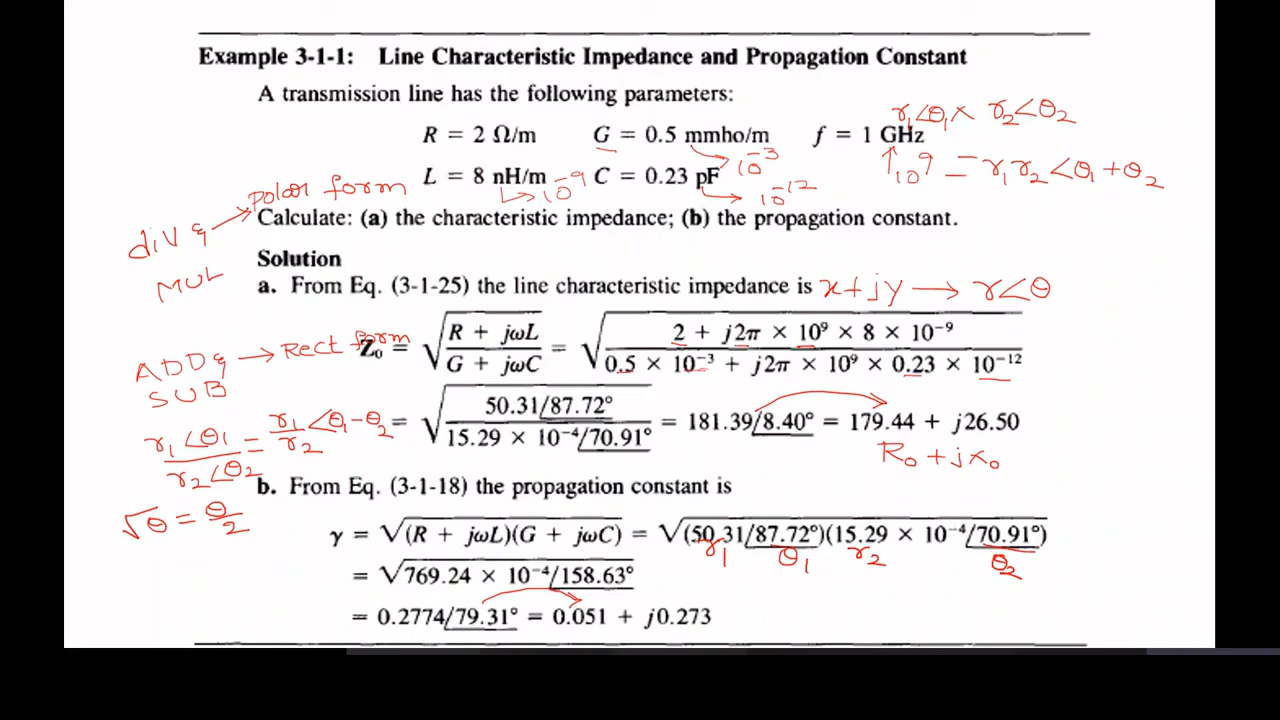 Example 3-1-1: Line Characteristic Impedance and Propagation Constant
A transmission line has the following parameters:
r₁<θ₁ × r₂<θ₂
R = 2 Ω/m G = 0.5 mmho/m f = 1 GHz
→ 10⁻³ ↑10⁹ = r₁ r₂ <θ₁ + θ₂
L = 8 nH/m C = 0.23 pF
→ 10⁻⁹ → 10⁻¹²
div & MUL → polar form
Calculate: (a) the characteristic impedance; (b) the propagation constant.
Solution
a. From Eq. (3-1-25) the line characteristic impedance is
x+jy → r<θ
ADD & SUB → Rect form
Z₀ = √((R + jωL)/(G + jωC)) = √((2 + j2π × 10⁹ × 8 × 10⁻⁹)/(0.5 × 10⁻³ + j2π × 10⁹ × 0.23 × 10⁻¹²))
= √((50.31/87.72°)/(15.29 × 10⁻⁴/70.91°)) = 181.39/8.40° = 179.44 + j26.50
R₀ + jx₀
r₁<θ₁/r₂<θ₂ = r₁/r₂ <θ₁-θ₂
√θ = θ/2
b. From Eq. (3-1-18) the propagation constant is
γ = √((R + jωL)(G + jωC)) = √((50.31/87.72°)(15.29 × 10⁻⁴/70.91°))
r₁ θ₁ r₂ θ₂
= √(769.24 × 10⁻⁴/158.63°)
= 0.2774/79.31° = 0.051 + j0.273